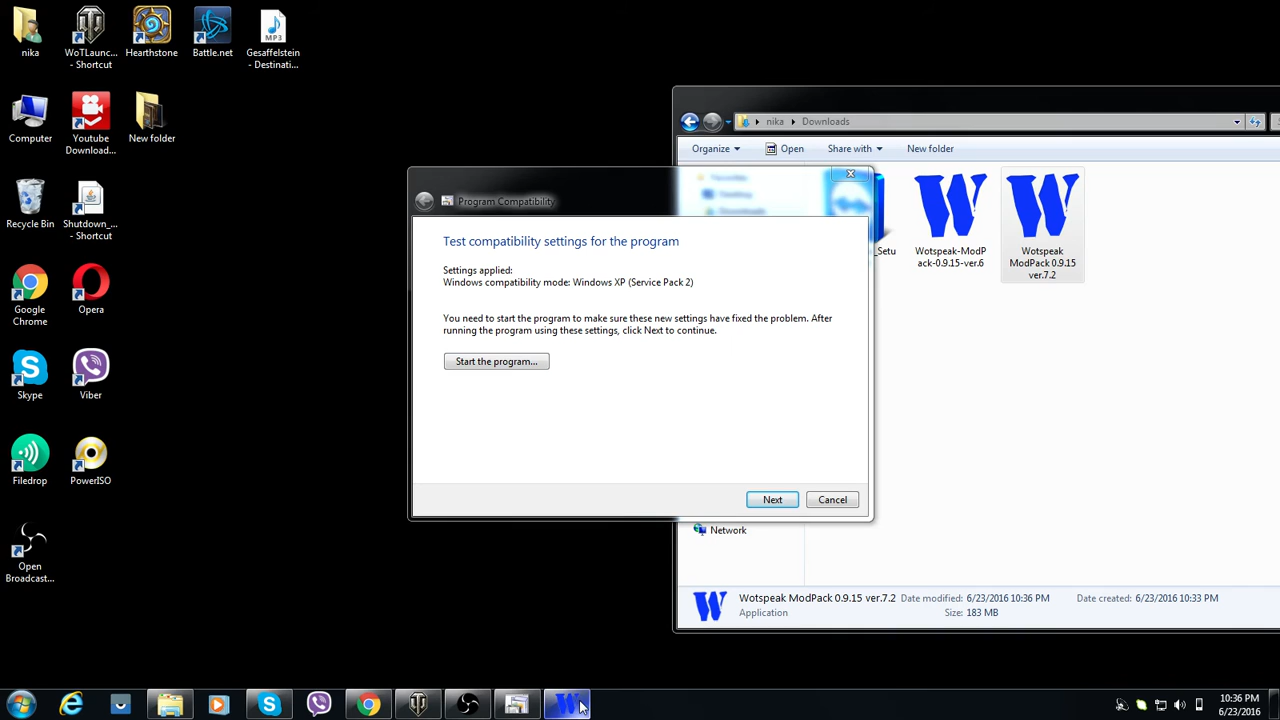 nika
WoTLaunc...
- Shortcut
Hearthstone
Battle.net
MP3
Gesaffelstein
- Destinati...
Computer
Youtube
Download...
New folder
Recycle Bin
Shutdown_...
- Shortcut
Google
Chrome
Opera
Skype
Viber
Filedrop
PowerISO
Open
Broadcast...
nika
Downloads
Organize
Open
Share with
New folder
Favorites
Desktop
Downloads
_Setu
Wotspeak-ModP
ack-0.9.15-ver.6
Wotspeak
ModPack 0.9.15
ver.7.2
Network
Wotspeak ModPack 0.9.15 ver.7.2 Date modified: 6/23/2016 10:36 PM Date created: 6/23/2016 10:33 PM
Application Size: 183 MB
Program Compatibility
Test compatibility settings for the program
Settings applied:
Windows compatibility mode: Windows XP (Service Pack 2)
You need to start the program to make sure these new settings have fixed the problem. After
running the program using these settings, click Next to continue.
Start the program...
Next
Cancel
10:36 PM
6/23/2016